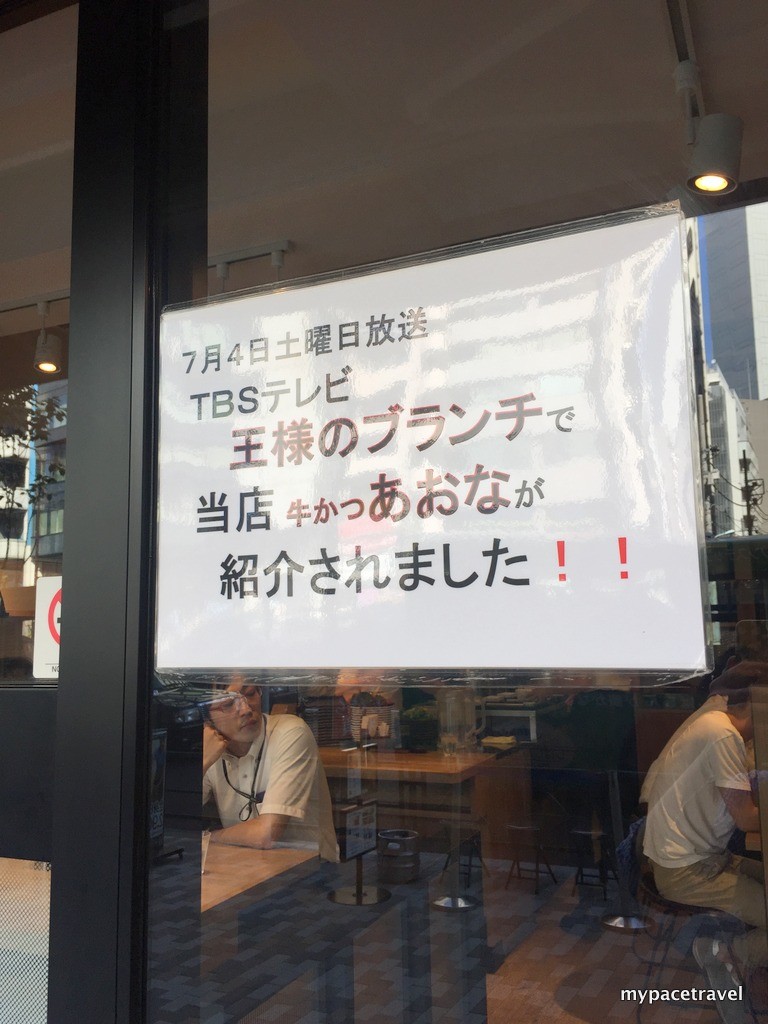 7月4日土曜日放送
TBSテレビ
王様のブランチで
当店 牛かつあおなが
紹介されました！！
NO
mypacetravel